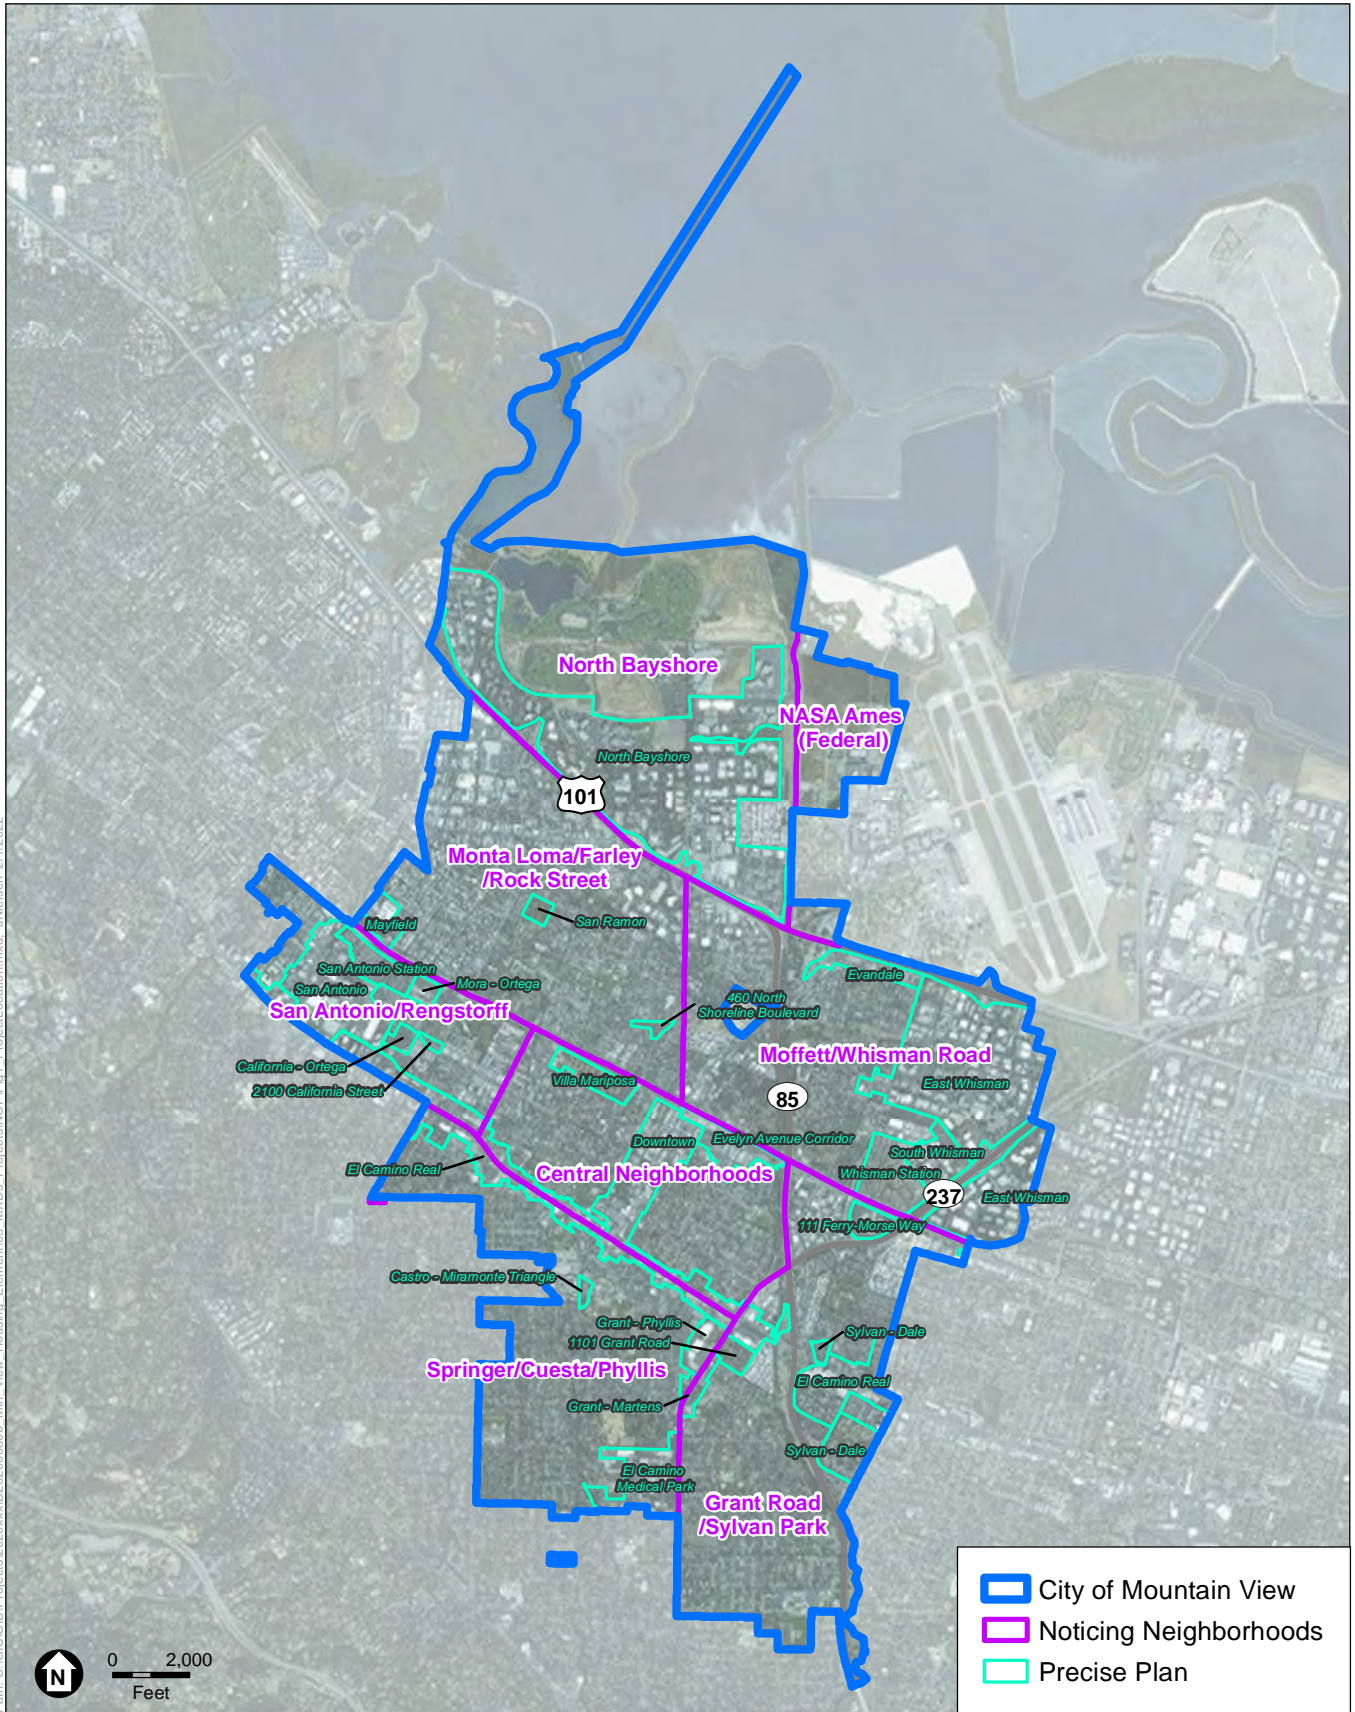 North Bayshore
NASA Ames
(Federal)
North Bayshore
101
Monta Loma/Farley
/Rock Street
San Ramon
Mayfield
San Antonio Station
San Antonio
Mora - Ortega
San Antonio/Rengstorff
460 North
Shoreline Boulevard
Evandale
Moffett/Whisman Road
California - Ortega
2100 California Street
Villa Mariposa
East Whisman
85
Downtown
Evelyn Avenue Corridor
South Whisman
El Camino Real
Central Neighborhoods
Whisman Station
237
East Whisman
111 Ferry-Morse Way
Castro - Miramonte Triangle
Grant - Phyllis
1101 Grant Road
Sylvan - Dale
Springer/Cuesta/Phyllis
El Camino Real
Grant - Martens
Sylvan - Dale
El Camino
Medical Park
Grant Road
/Sylvan Park
City of Mountain View
Noticing Neighborhoods
Precise Plan
N
0 2,000
Feet